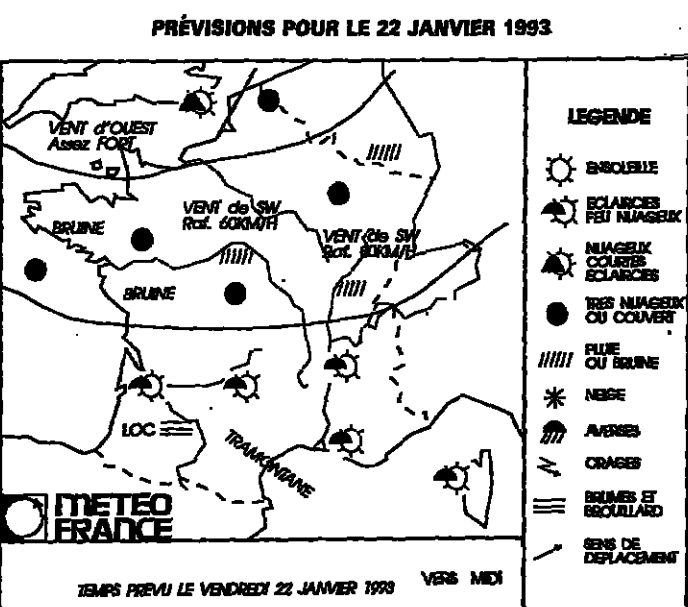 PRÉVISIONS POUR LE 22 JANVIER 1993
VENT d'OUEST
Assez FORT
BRUINE
VENT de SW
Raf. 60KM/H
VENT de SW
Raf. 80KM/H
BRUINE
LOC
TRAMONTANE
METEO
FRANCE
TEMPS PREVU LE VENDREDI 22 JANVIER 1993 VERS MIDI
LEGENDE
ENSOLEILLE
ECLAIRCIES
PEU NUAGEUX
NUAGEUX
COURTES
ECLAIRCIES
TRES NUAGEUX
OU COUVERT
PLUIE
OU BRUINE
NEIGE
AVERSES
ORAGES
BRUMES ET
BROUILLARD
SENS DE
DEPLACEMENT